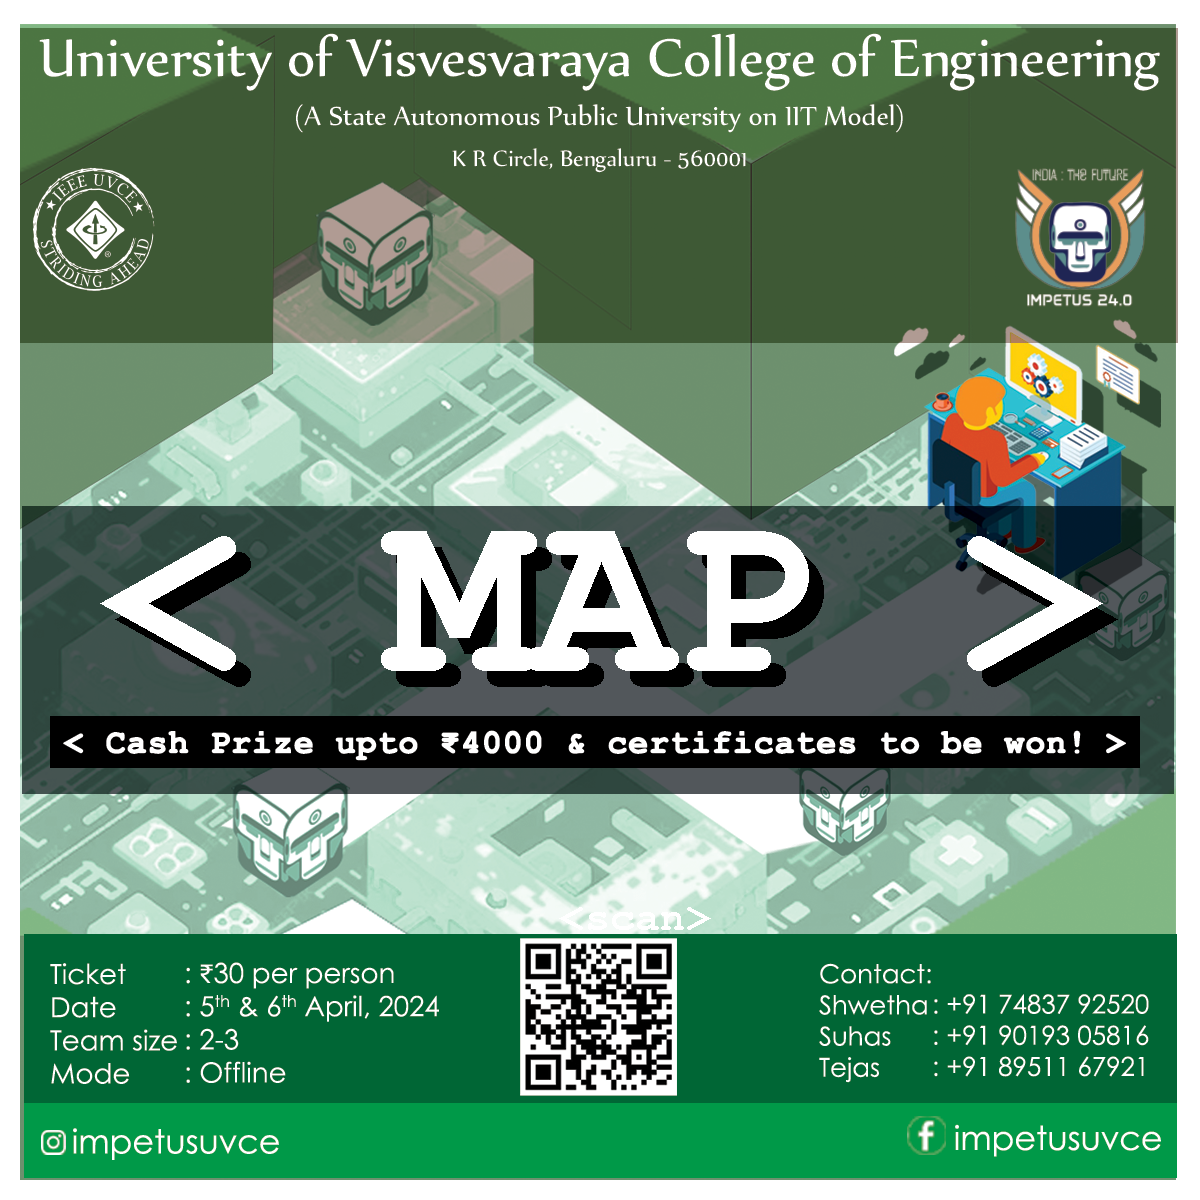 University of Visvesvaraya College of Engineering
(A State Autonomous Public University on IIT Model)
K R Circle, Bengaluru - 560001
★ IEEE UVCE ★
STRIDING AHEAD
®
INDIA : THE FUTURE
IMPETUS 24.0
< MAP >
< Cash Prize upto ₹4000 & certificates to be won! >
<scan>
Ticket : ₹30 per person
Date : 5th & 6th April, 2024
Team size : 2-3
Mode : Offline
Contact:
Shwetha : +91 74837 92520
Suhas : +91 90193 05816
Tejas : +91 89511 67921
impetusuvce
impetusuvce